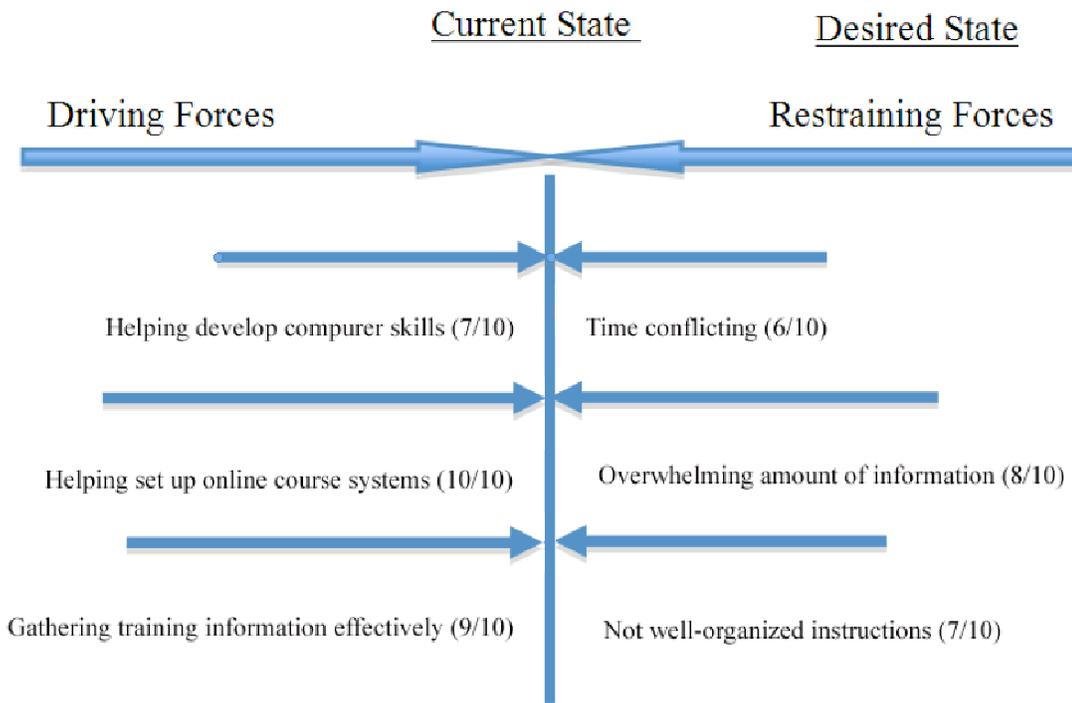 Current State
Desired State
Driving Forces
Restraining Forces
Helping develop compurer skills (7/10)
Time conflicting (6/10)
Helping set up online course systems (10/10)
Overwhelming amount of information (8/10)
Gathering training information effectively (9/10)
Not well-organized instructions (7/10)